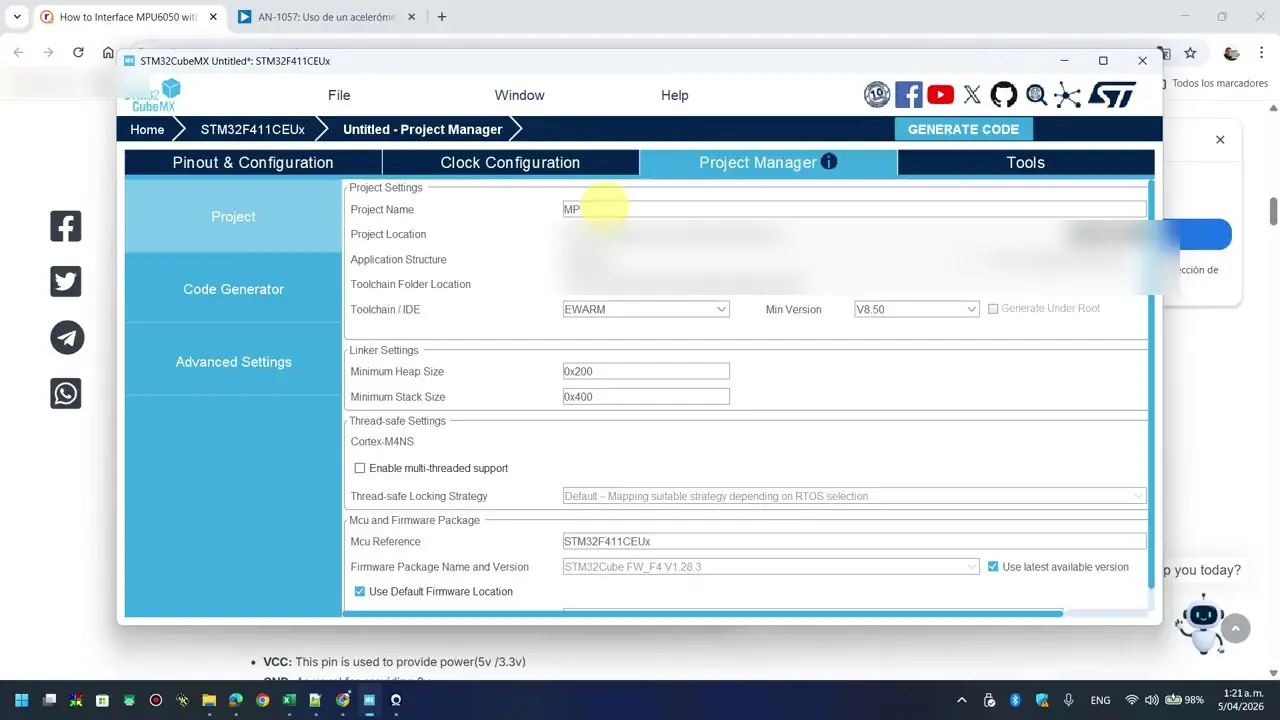 How to Interface MPU6050 wit
AN-1057: Uso de un aceleróme
Todos los marcadores
STM32CubeMX Untitled*: STM32F411CEUx
STM32
CubeMX
File
Window
Help
Home
STM32F411CEUx
Untitled - Project Manager
GENERATE CODE
Pinout & Configuration
Clock Configuration
Project Manager
Tools
Project
Code Generator
Advanced Settings
Project Settings
Project Name
MP
Project Location
Application Structure
Toolchain Folder Location
Toolchain / IDE
EWARM
Min Version
V8.50
Generate Under Root
Linker Settings
Minimum Heap Size
0x200
Minimum Stack Size
0x400
Thread-safe Settings
Cortex-M4NS
Enable multi-threaded support
Thread-safe Locking Strategy
Default – Mapping suitable strategy depending on RTOS selection
Mcu and Firmware Package
Mcu Reference
STM32F411CEUx
Firmware Package Name and Version
STM32Cube FW_F4 V1.28.3
Use latest available version
Use Default Firmware Location
ección de
p you today?
VCC: This pin is used to provide power(5v /3.3v)
ENG
98%
1:21 a.m.
5/04/2026